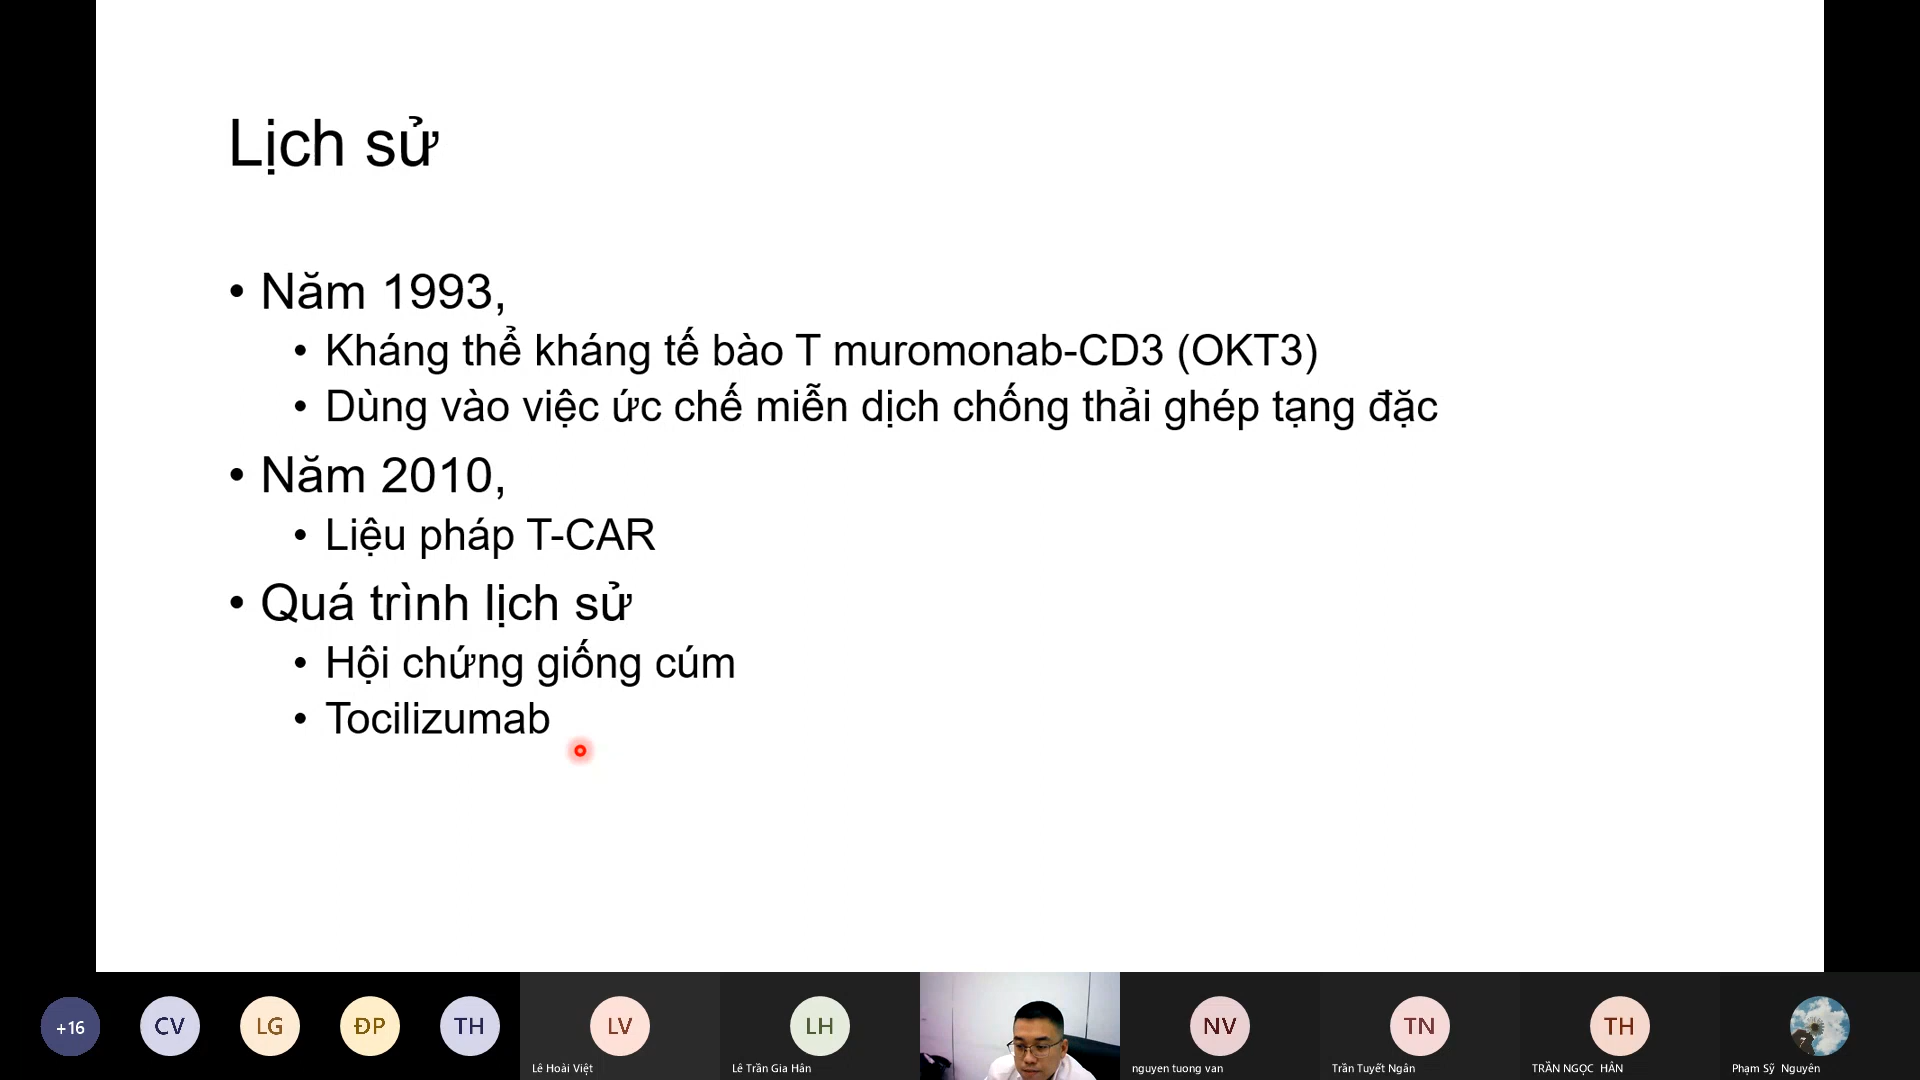 Lịch sử
• Năm 1993,
• Kháng thể kháng tế bào T muromonab-CD3 (OKT3)
• Dùng vào việc ức chế miễn dịch chống thải ghép tạng đặc
• Năm 2010,
• Liệu pháp T-CAR
• Quá trình lịch sử
• Hội chứng giống cúm
• Tocilizumab
+16 CV LG ĐP TH LV LH NV TN TH
Lê Hoài Việt Lê Trần Gia Hân nguyen tuong van Trần Tuyết Ngân TRẦN NGỌC HÂN Phạm Sỹ Nguyên